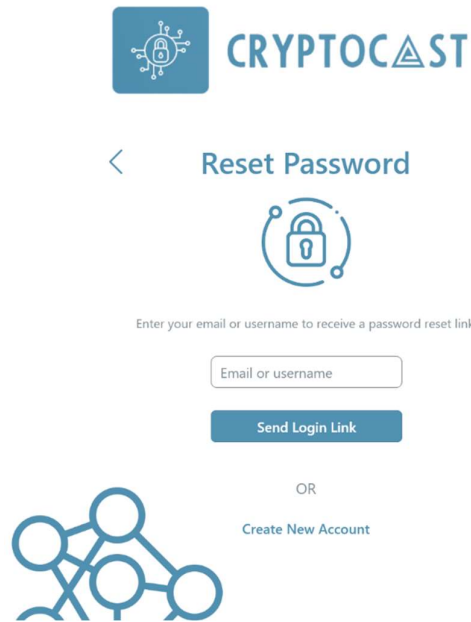 CRYPTOCAST
Reset Password
Enter your email or username to receive a password reset link
Email or username
Send Login Link
OR
Create New Account